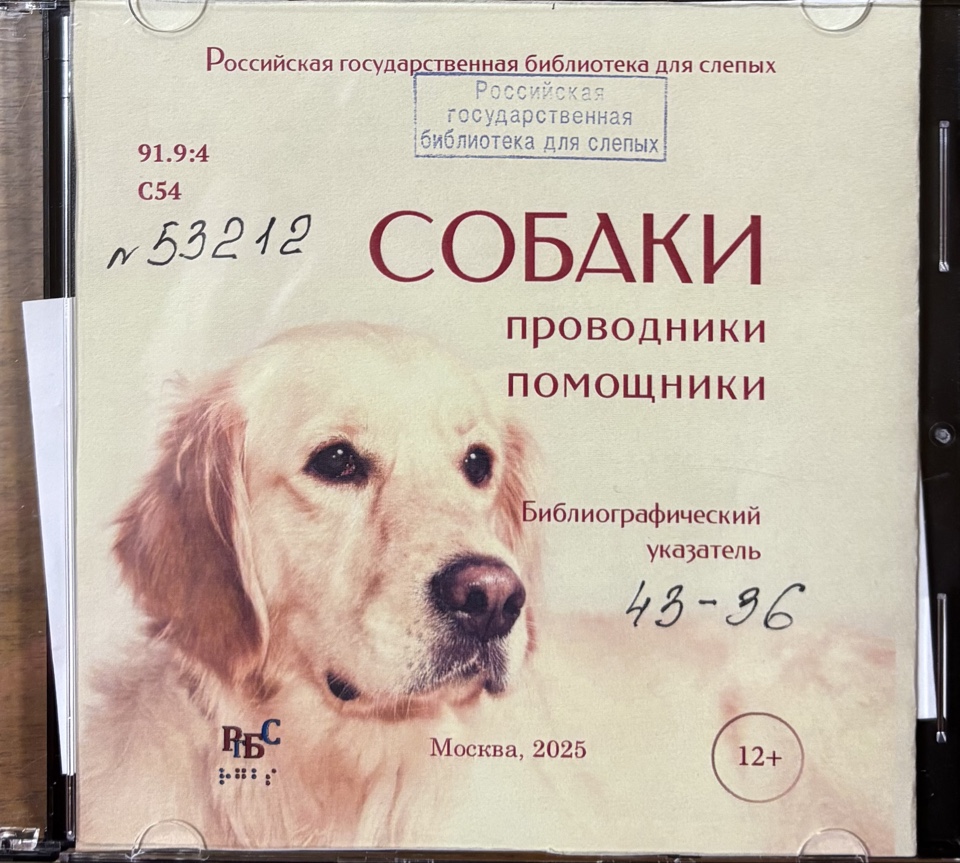 Российская государственная библиотека для слепых
Российская
государственная
библиотека для слепых
91.9:4
С54
N 53212
СОБАКИ
проводники
помощники
Библиографический
указатель
43-36
РГБС
⠗⠛⠃⠎
Москва, 2025
12+